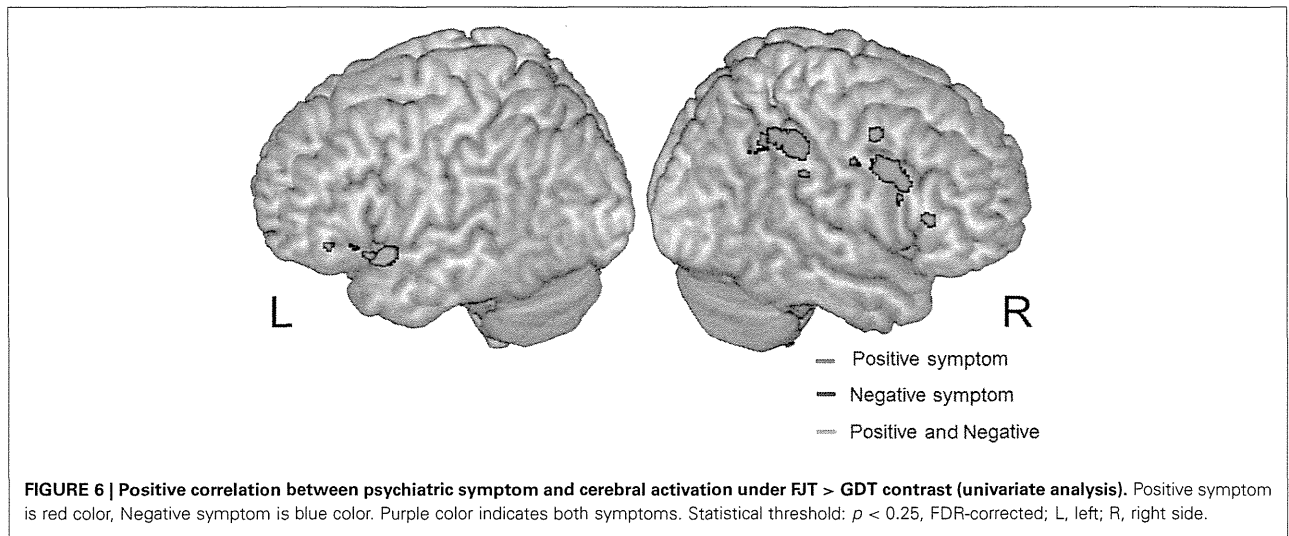 L
R
Positive symptom
Negative symptom
Positive and Negative
FIGURE 6 | Positive correlation between psychiatric symptom and cerebral activation under FJT > GDT contrast (univariate analysis). Positive symptom
is red color, Negative symptom is blue color. Purple color indicates both symptoms. Statistical threshold: p < 0.25, FDR-corrected; L, left; R, right side.